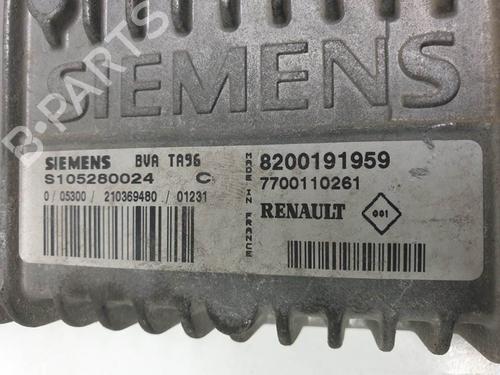 SIEMENS
B-PARTS
SIEMENS BVA TA96
S105280024 C
0 / 05300 / 210369480 / 01231
MADE IN FRANCE
8200191959
7700110261
RENAULT 001